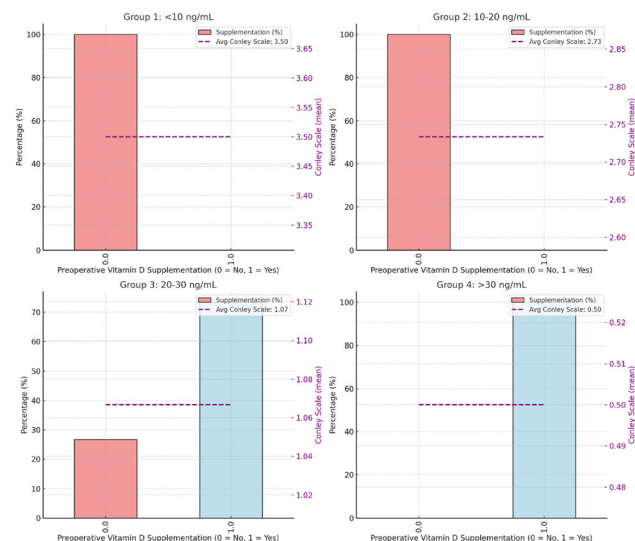 Group 1: <10 ng/mL
Supplementation (%)
Avg Conley Scale: 3.50
100
80
60
40
20
0
Percentage (%)
3.65
3.60
3.55
3.50
3.45
3.40
3.35
Conley Scale (mean)
0.0
1.0
Preoperative Vitamin D Supplementation (0 = No, 1 = Yes)
Group 2: 10-20 ng/mL
Supplementation (%)
Avg Conley Scale: 2.73
100
80
60
40
20
0
Percentage (%)
2.85
2.80
2.75
2.70
2.65
2.60
Conley Scale (mean)
0.0
1.0
Preoperative Vitamin D Supplementation (0 = No, 1 = Yes)
Group 3: 20-30 ng/mL
Supplementation (%)
Avg Conley Scale: 1.07
70
60
50
40
30
20
10
0
Percentage (%)
1.12
1.10
1.08
1.06
1.04
1.02
Conley Scale (mean)
0.0
1.0
Preoperative Vitamin D Supplementation (0 = No, 1 = Yes)
Group 4: >30 ng/mL
Supplementation (%)
Avg Conley Scale: 0.50
100
80
60
40
20
0
Percentage (%)
0.52
0.51
0.50
0.49
0.48
Conley Scale (mean)
0.0
1.0
Preoperative Vitamin D Supplementation (0 = No, 1 = Yes)